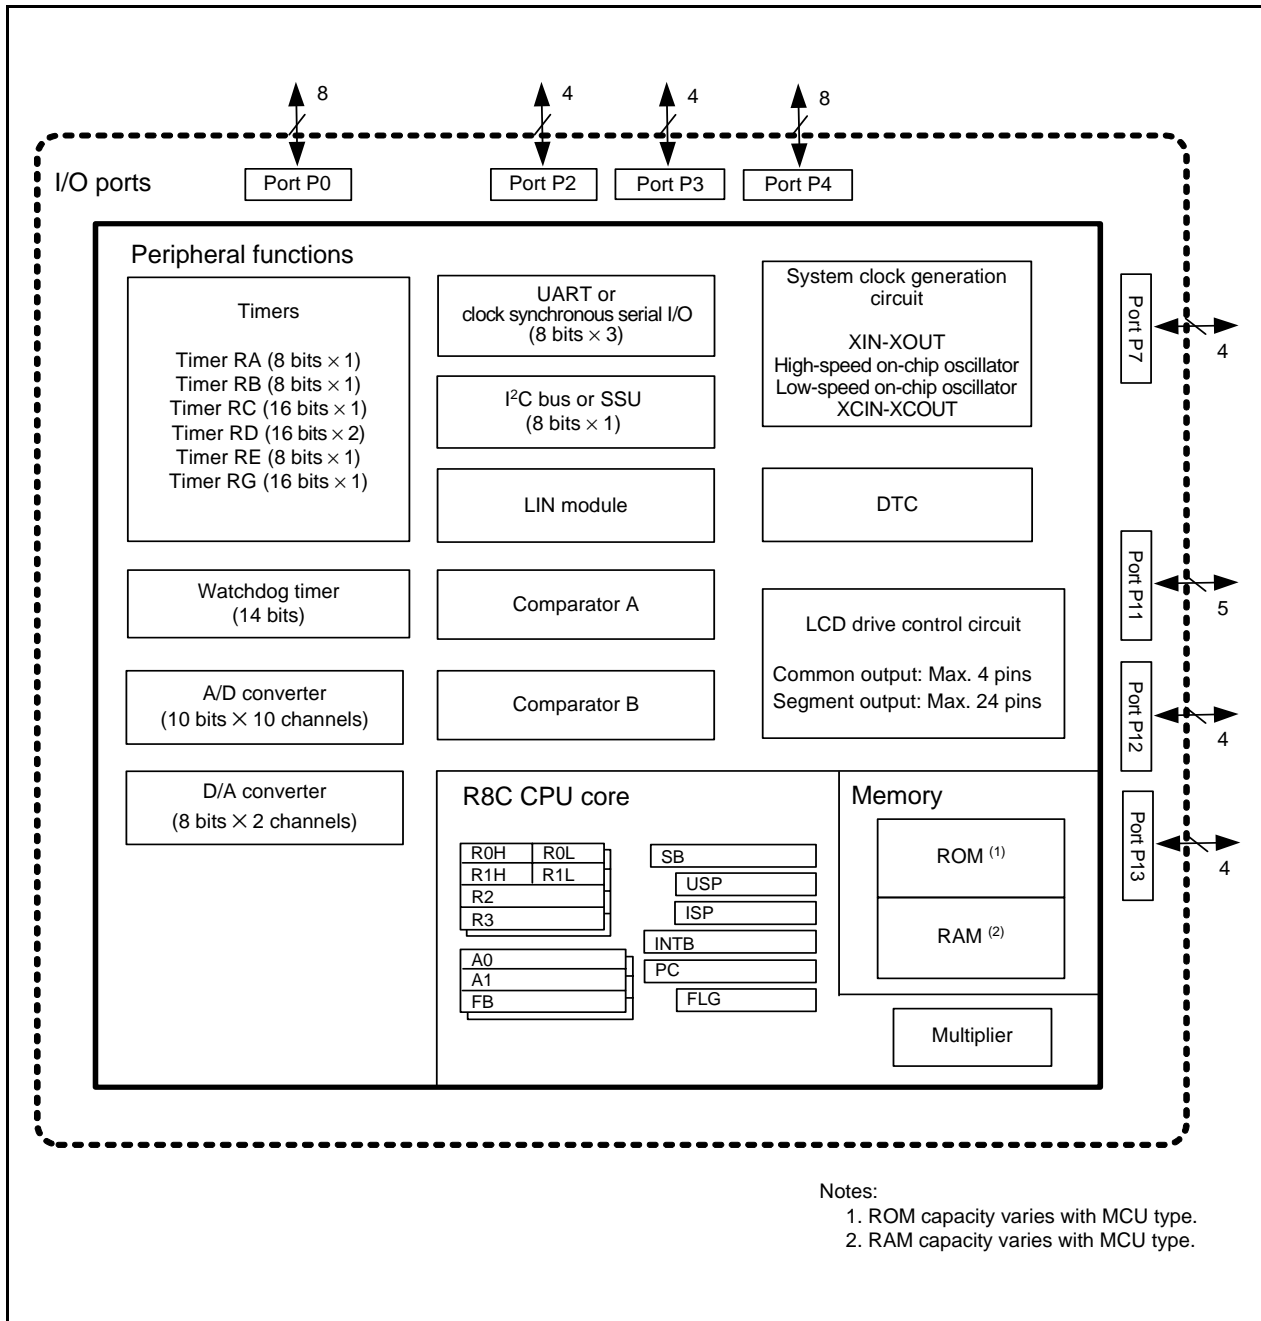 8
4
4
8
I/O ports
Port P0
Port P2
Port P3
Port P4
Peripheral functions
Timers
Timer RA (8 bits × 1)
Timer RB (8 bits × 1)
Timer RC (16 bits × 1)
Timer RD (16 bits × 2)
Timer RE (8 bits × 1)
Timer RG (16 bits × 1)
UART or
clock synchronous serial I/O
(8 bits × 3)
System clock generation
circuit
XIN-XOUT
High-speed on-chip oscillator
Low-speed on-chip oscillator
XCIN-XCOUT
Port P7
4
I²C bus or SSU
(8 bits × 1)
LIN module
DTC
Watchdog timer
(14 bits)
Comparator A
LCD drive control circuit
Common output: Max. 4 pins
Segment output: Max. 24 pins
Port P11
5
A/D converter
(10 bits × 10 channels)
Comparator B
Port P12
4
D/A converter
(8 bits × 2 channels)
R8C CPU core
Memory
Port P13
4
R0H R0L
R1H R1L
R2
R3
A0
A1
FB
SB
USP
ISP
INTB
PC
FLG
ROM (1)
RAM (2)
Multiplier
Notes:
1. ROM capacity varies with MCU type.
2. RAM capacity varies with MCU type.